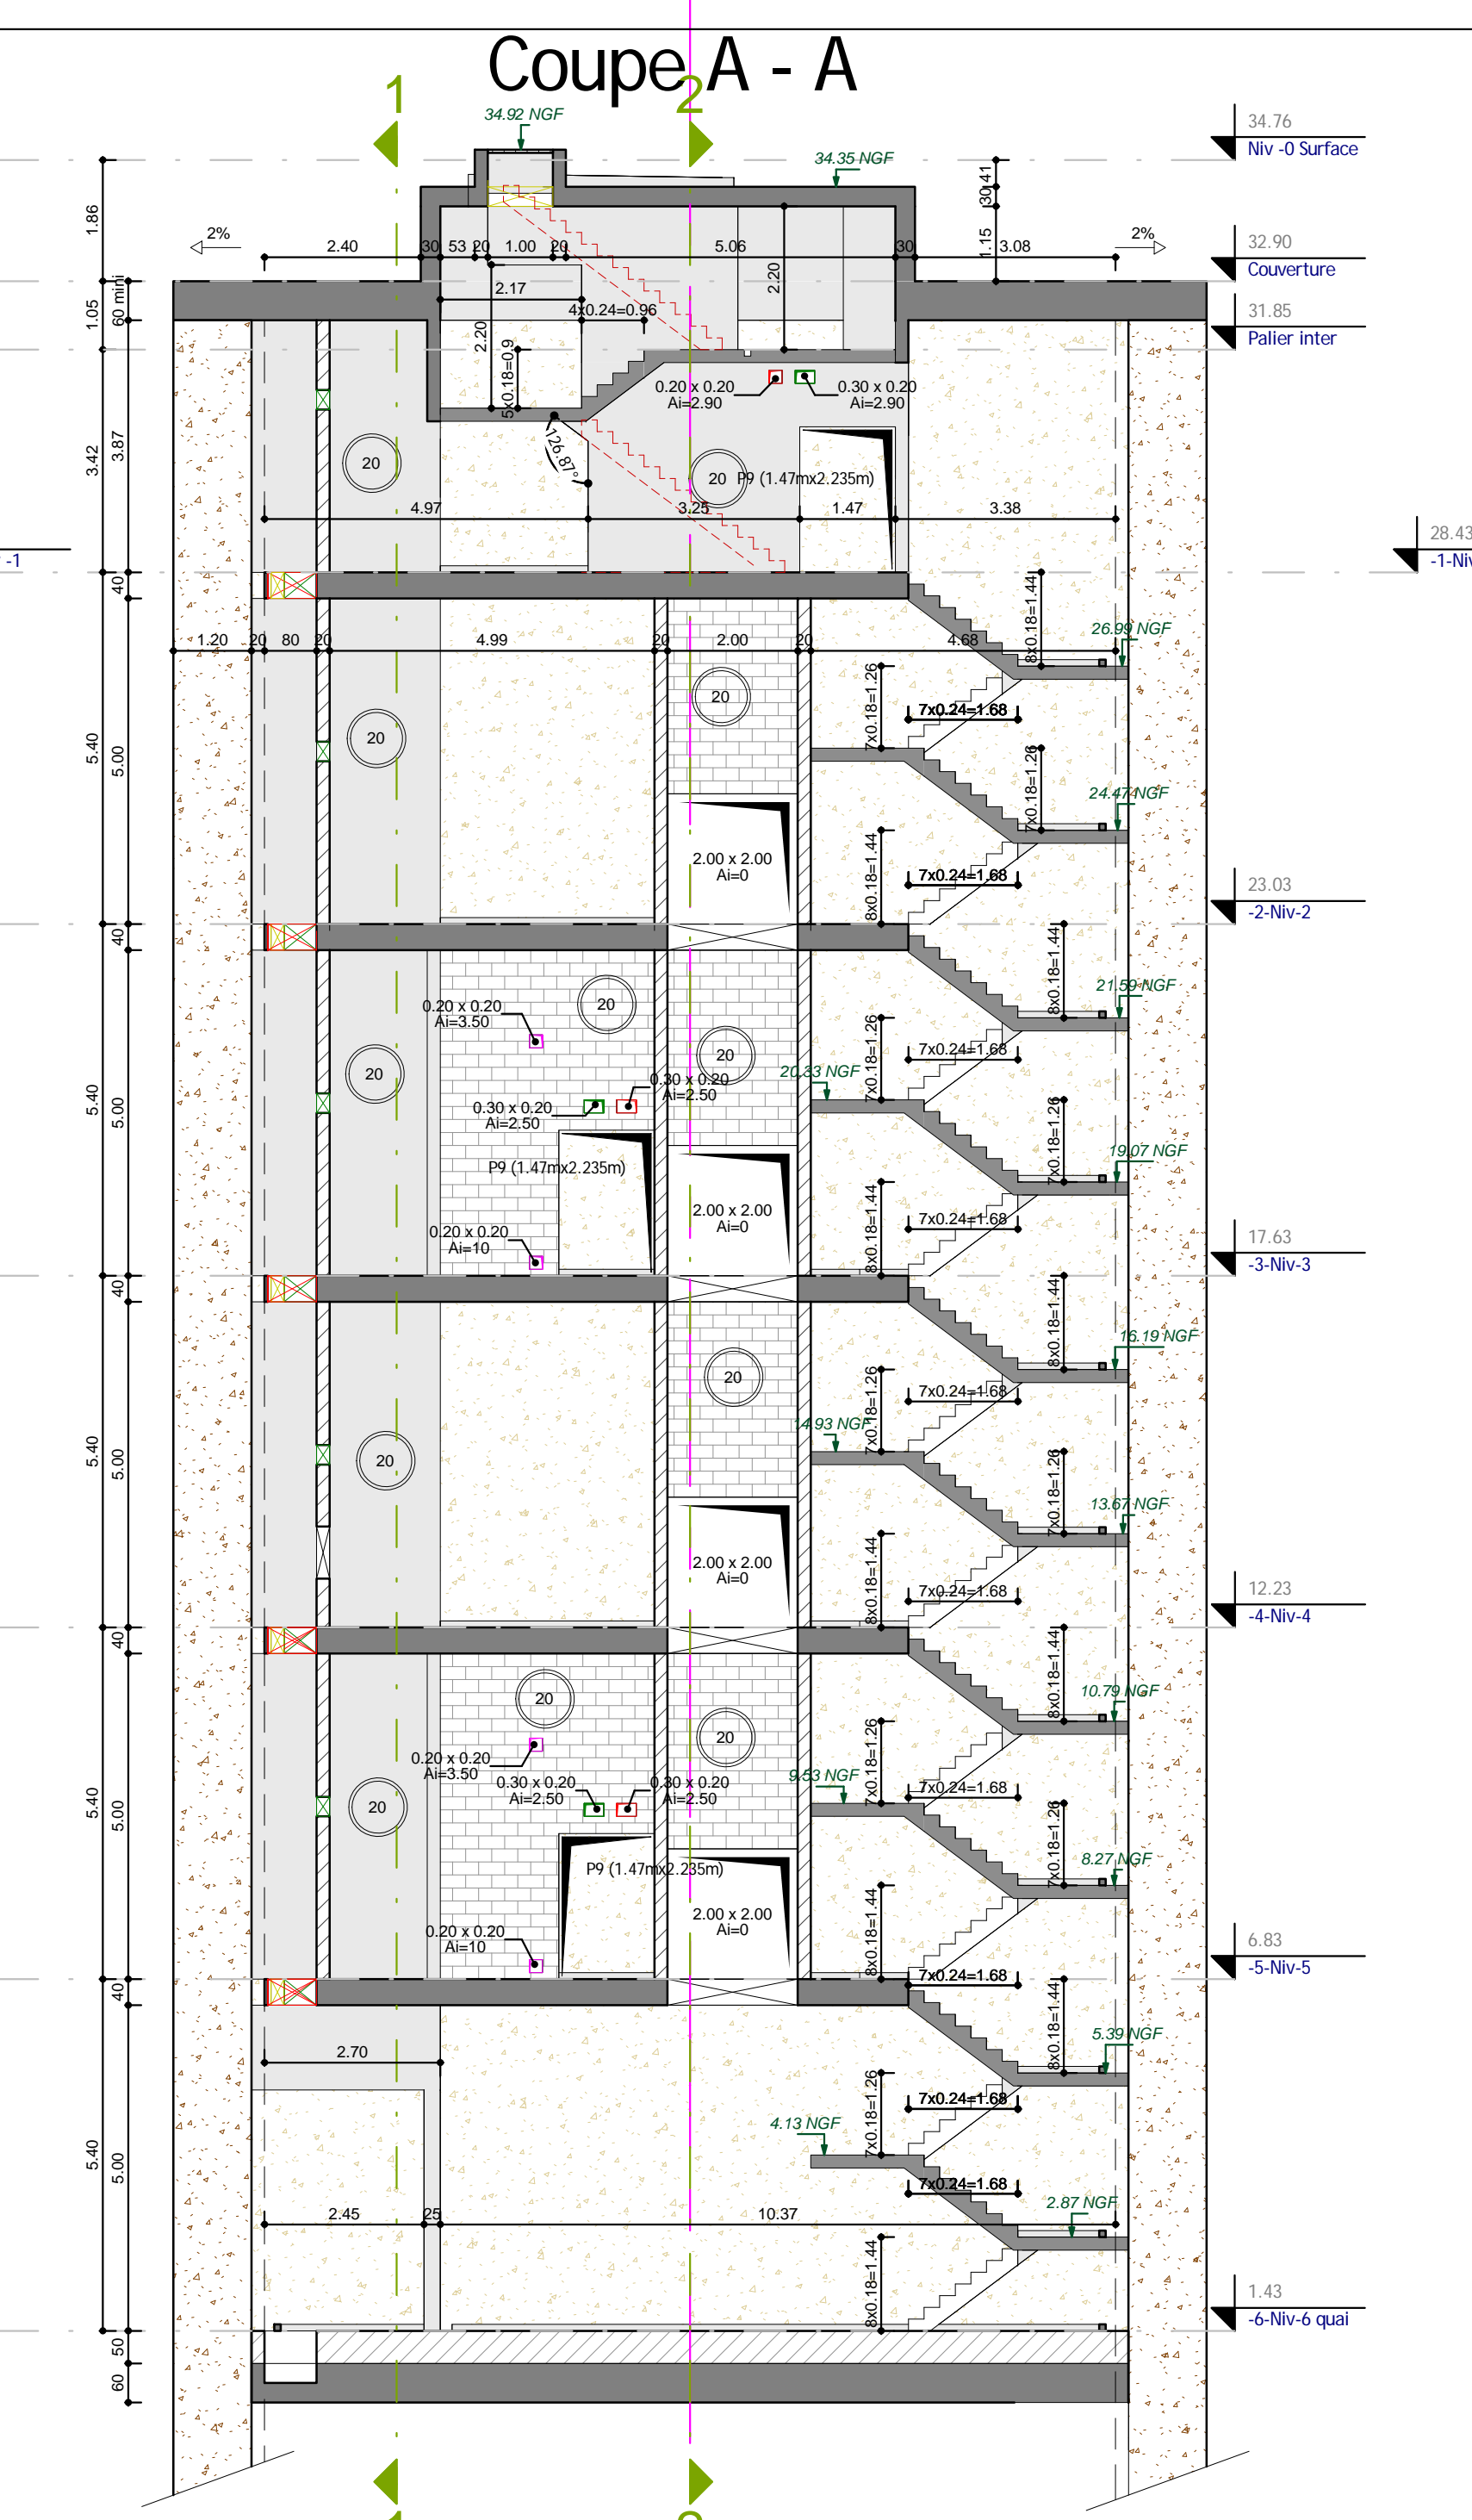 Coupe A - A
1
2
34.92 NGF
34.76
Niv -0 Surface
34.35 NGF
41
30
1.86
2%
2.40
30
53
20
1.00
20
5.06
30
1.15
3.08
2%
32.90
Couverture
2.17
2.20
60 mini
1.05
4x0.24=0.96
2.20
31.85
Palier inter
5x0.18=0.9
0.20 x 0.20
Ai=2.90
0.30 x 0.20
Ai=2.90
126.87°
3.42
3.87
20
20
P9 (1.47mx2.235m)
4.97
3.25
1.47
3.38
-1
28.43
-1-Niv
40
8x0.18=1.44
26.99 NGF
1.20
20
80
20
4.99
20
2.00
20
4.68
20
7x0.18=1.26
7x0.24=1.68
20
5.40
5.00
7x0.18=1.26
24.47 NGF
2.00 x 2.00
Ai=0
8x0.18=1.44
7x0.24=1.68
23.03
-2-Niv-2
40
8x0.18=1.44
21.59 NGF
0.20 x 0.20
Ai=3.50
20
20
20
7x0.18=1.26
7x0.24=1.68
20.33 NGF
0.30 x 0.20
Ai=2.50
0.30 x 0.20
Ai=2.50
5.40
5.00
7x0.18=1.26
19.07 NGF
P9 (1.47mx2.235m)
2.00 x 2.00
Ai=0
8x0.18=1.44
7x0.24=1.68
0.20 x 0.20
Ai=10
17.63
-3-Niv-3
40
8x0.18=1.44
16.19 NGF
20
7x0.18=1.26
7x0.24=1.68
14.93 NGF
20
5.40
5.00
7x0.18=1.26
13.67 NGF
2.00 x 2.00
Ai=0
8x0.18=1.44
7x0.24=1.68
12.23
-4-Niv-4
40
8x0.18=1.44
10.79 NGF
20
20
0.20 x 0.20
Ai=3.50
7x0.18=1.26
9.53 NGF
7x0.24=1.68
0.30 x 0.20
Ai=2.50
0.30 x 0.20
Ai=2.50
20
5.40
5.00
7x0.18=1.26
8.27 NGF
P9 (1.47mx2.235m)
2.00 x 2.00
Ai=0
8x0.18=1.44
0.20 x 0.20
Ai=10
7x0.24=1.68
6.83
-5-Niv-5
40
8x0.18=1.44
5.39 NGF
2.70
7x0.18=1.26
7x0.24=1.68
4.13 NGF
5.40
5.00
7x0.24=1.68
2.87 NGF
2.45
25
10.37
8x0.18=1.44
1.43
-6-Niv-6 quai
50
60